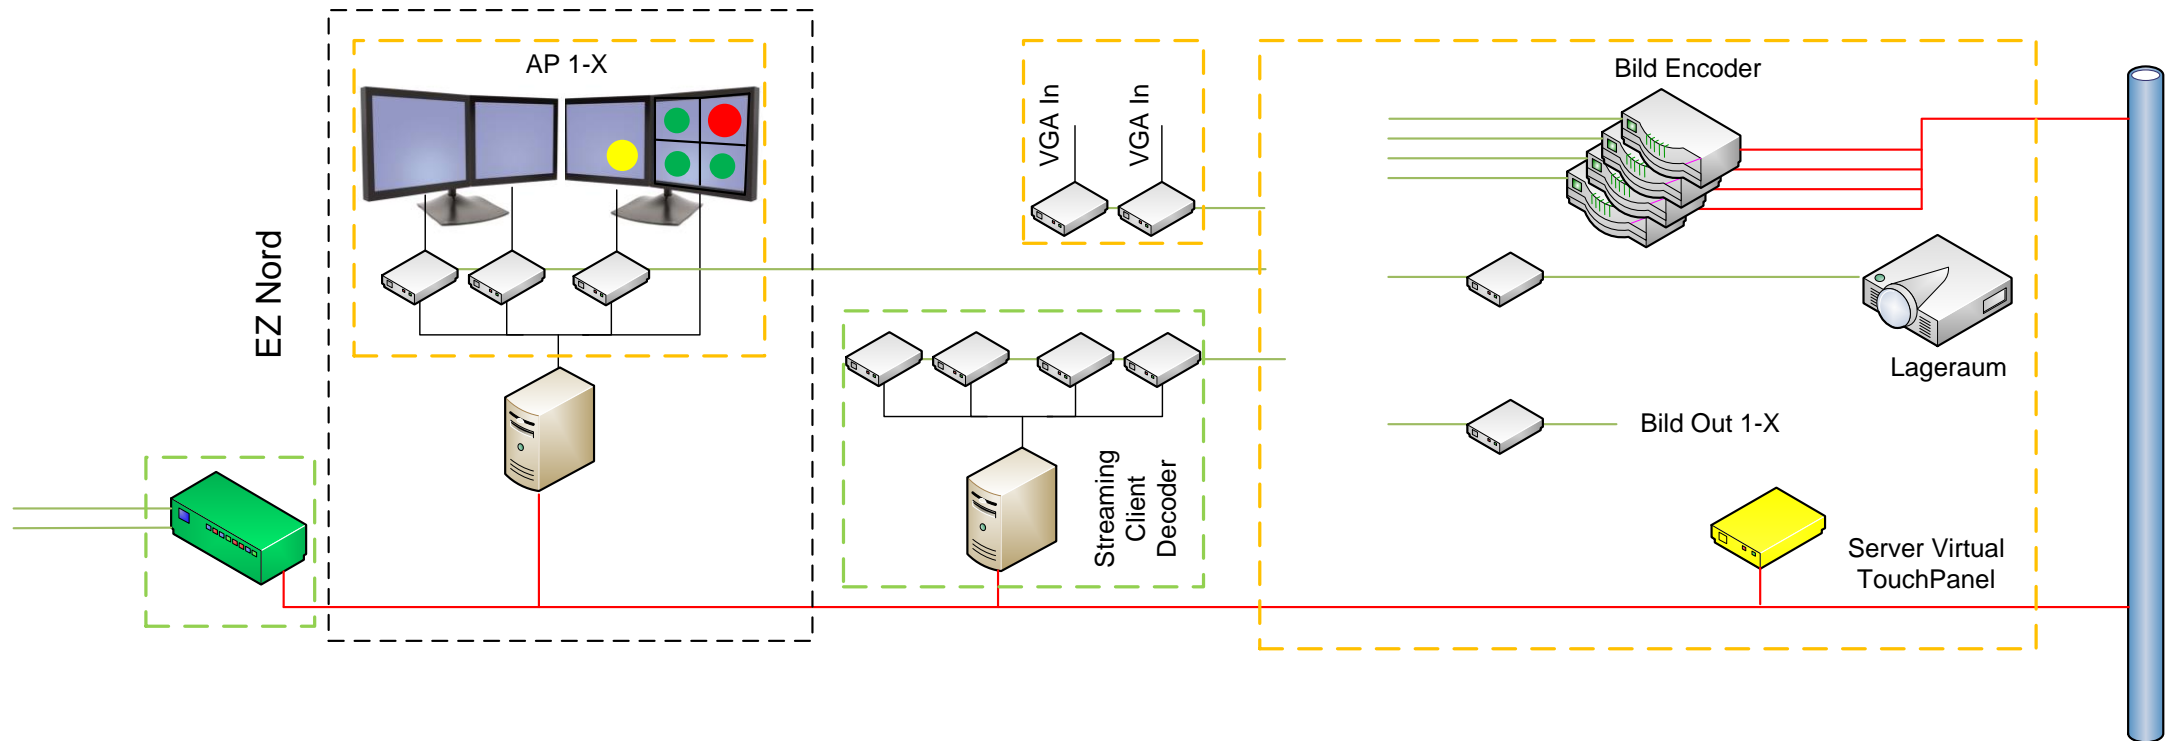 AP 1-X
EZ Nord
VGA In
VGA In
Bild Encoder
Lageraum
Bild Out 1-X
Streaming
Client
Decoder
Server Virtual
TouchPanel